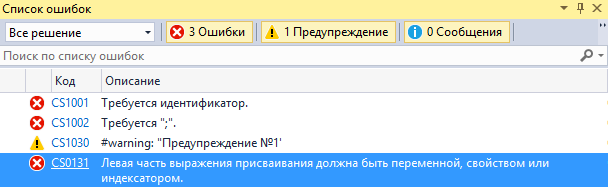 Список ошибок
Все решение 3 Ошибки 1 Предупреждение 0 Сообщения
Поиск по списку ошибок
Код Описание
CS1001 Требуется идентификатор.
CS1002 Требуется ";".
CS1030 #warning: "Предупреждение №1'
CS0131 Левая часть выражения присваивания должна быть переменной, свойством или
индексатором.